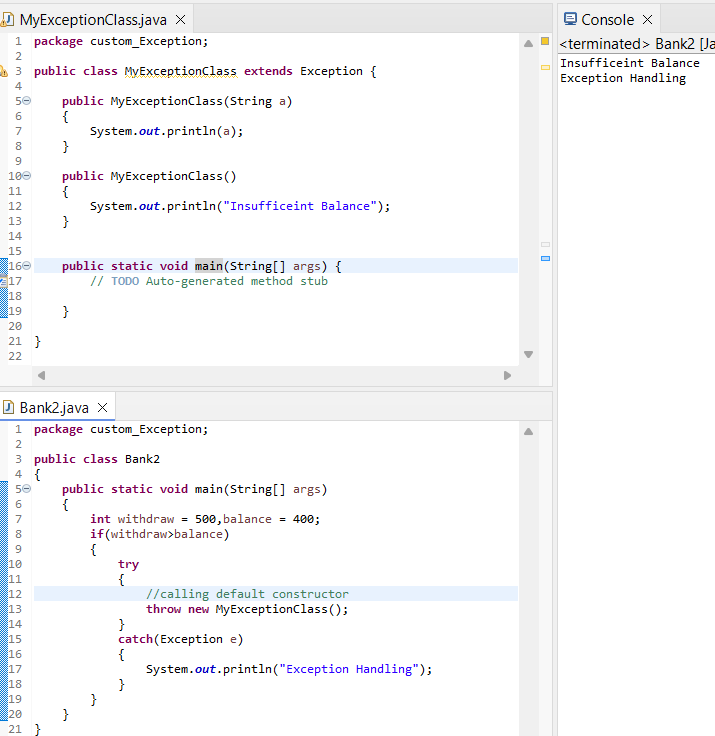 MyExceptionClass.java
1 package custom_Exception;
2
3 public class MyExceptionClass extends Exception {
4
5 public MyExceptionClass(String a)
6 {
7 System.out.println(a);
8 }
9
10 public MyExceptionClass()
11 {
12 System.out.println("Insufficeint Balance");
13 }
14
15
16 public static void main(String[] args) {
17 // TODO Auto-generated method stub
18
19 }
20
21 }
22
Bank2.java
1 package custom_Exception;
2
3 public class Bank2
4 {
5 public static void main(String[] args)
6 {
7 int withdraw = 500,balance = 400;
8 if(withdraw>balance)
9 {
10 try
11 {
12 //calling default constructor
13 throw new MyExceptionClass();
14 }
15 catch(Exception e)
16 {
17 System.out.println("Exception Handling");
18 }
19 }
20 }
21 }
Console
<terminated> Bank2 [Ja
Insufficeint Balance
Exception Handling